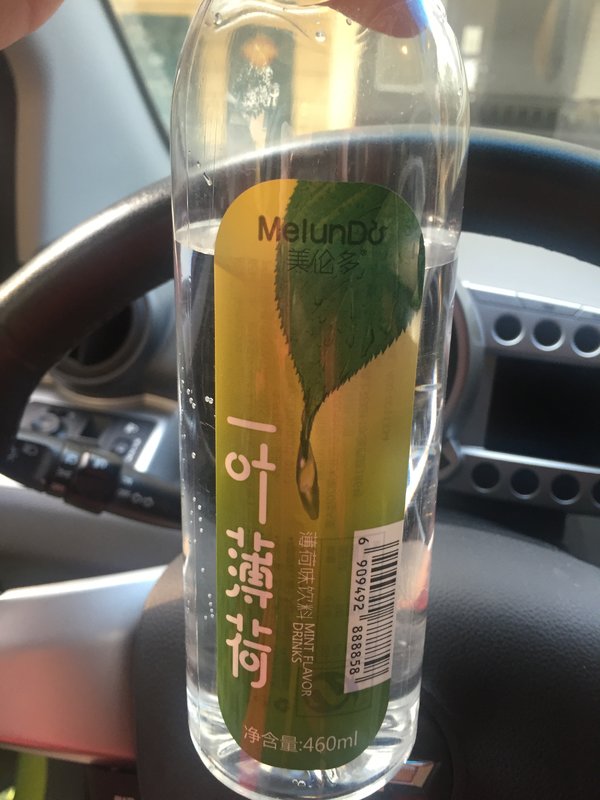 MelunDo
美伦多®
一叶薄荷
薄荷味饮料
MINT FLAVOR
DRINKS
6 909492 888858
净含量:460ml